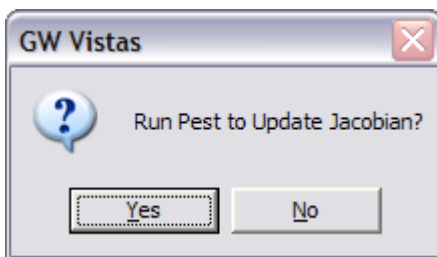 GW Vistas
Run Pest to Update Jacobian?
Yes No